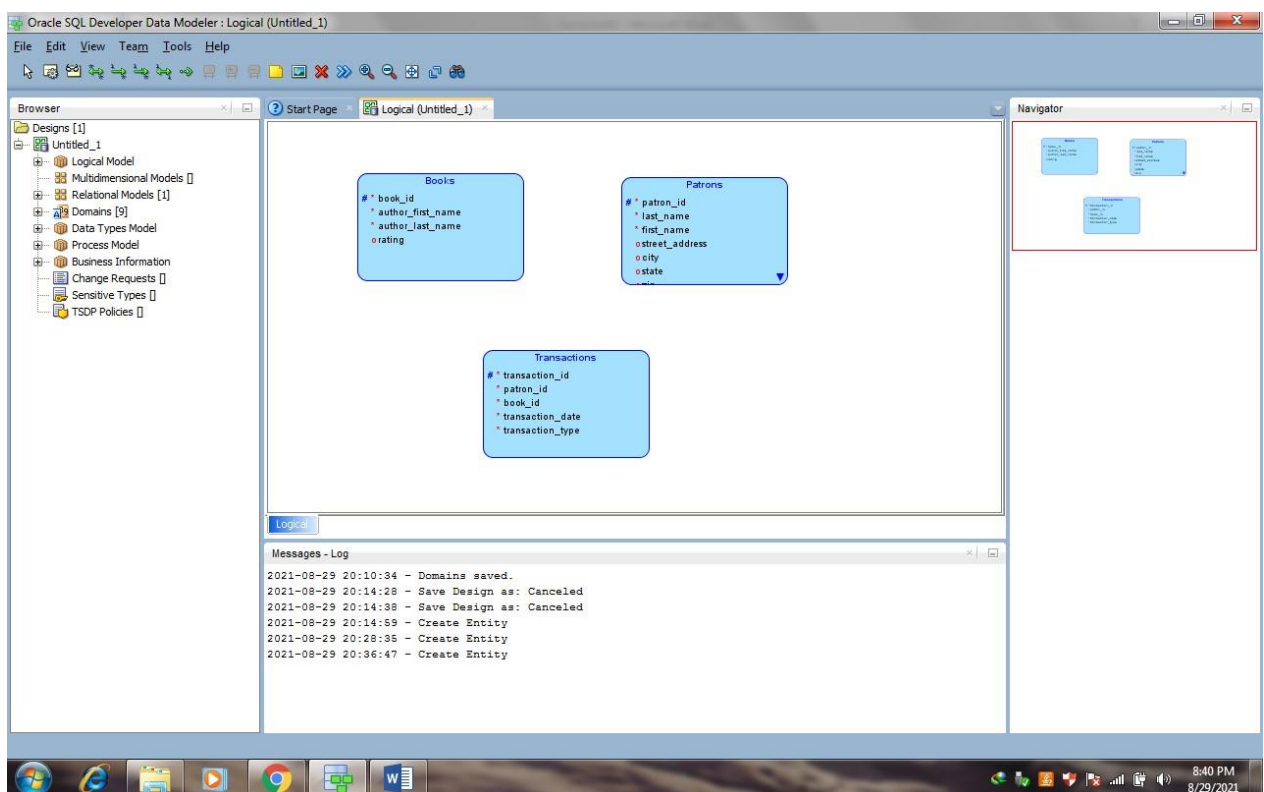 Oracle SQL Developer Data Modeler : Logical (Untitled_1)
File Edit View Team Tools Help
Browser
Designs [1]
Untitled_1
Logical Model
Multidimensional Models []
Relational Models [1]
Domains [9]
Data Types Model
Process Model
Business Information
Change Requests []
Sensitive Types []
TSDP Policies []
Start Page
Logical (Untitled_1)
Books
# * book_id
* author_first_name
* author_last_name
o rating
Patrons
# * patron_id
* last_name
* first_name
o street_address
o city
o state
Transactions
# * transaction_id
* patron_id
* book_id
* transaction_date
* transaction_type
Logical
Messages - Log
2021-08-29 20:10:34 - Domains saved.
2021-08-29 20:14:28 - Save Design as: Canceled
2021-08-29 20:14:38 - Save Design as: Canceled
2021-08-29 20:14:59 - Create Entity
2021-08-29 20:28:35 - Create Entity
2021-08-29 20:36:47 - Create Entity
Navigator
8:40 PM
8/29/2021